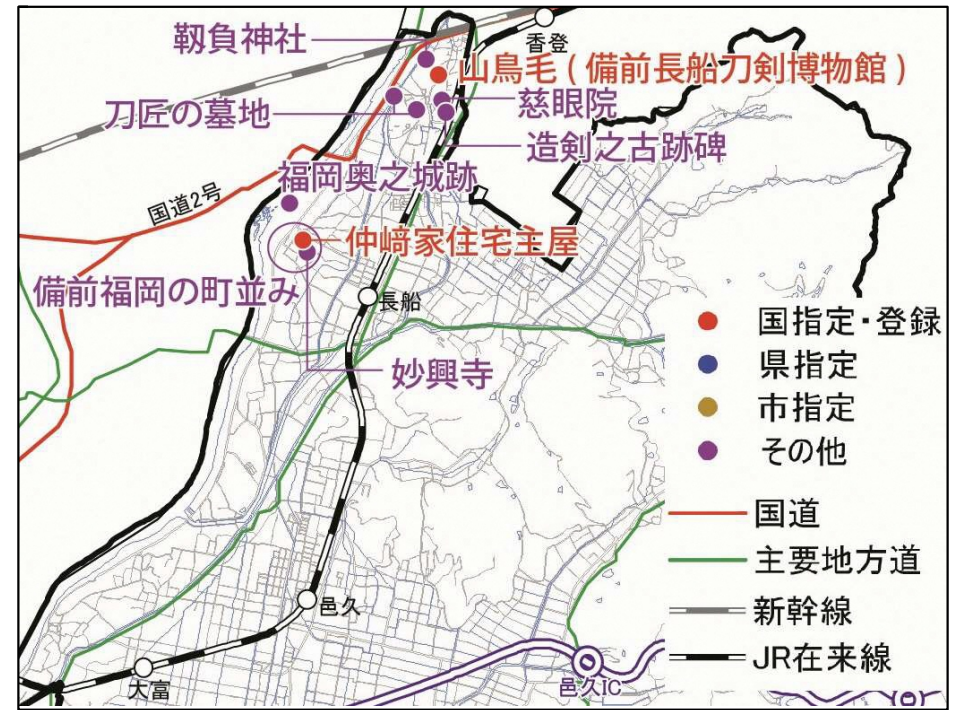 靱負神社
香登
山鳥毛(備前長船刀剣博物館)
刀匠の墓地
慈眼院
造剣之古跡碑
福岡奥之城跡
国道2号
仲﨑家住宅主屋
備前福岡の町並み
長船
妙興寺
国指定・登録
県指定
市指定
その他
国道
主要地方道
新幹線
JR在来線
邑久
大富
邑久IC